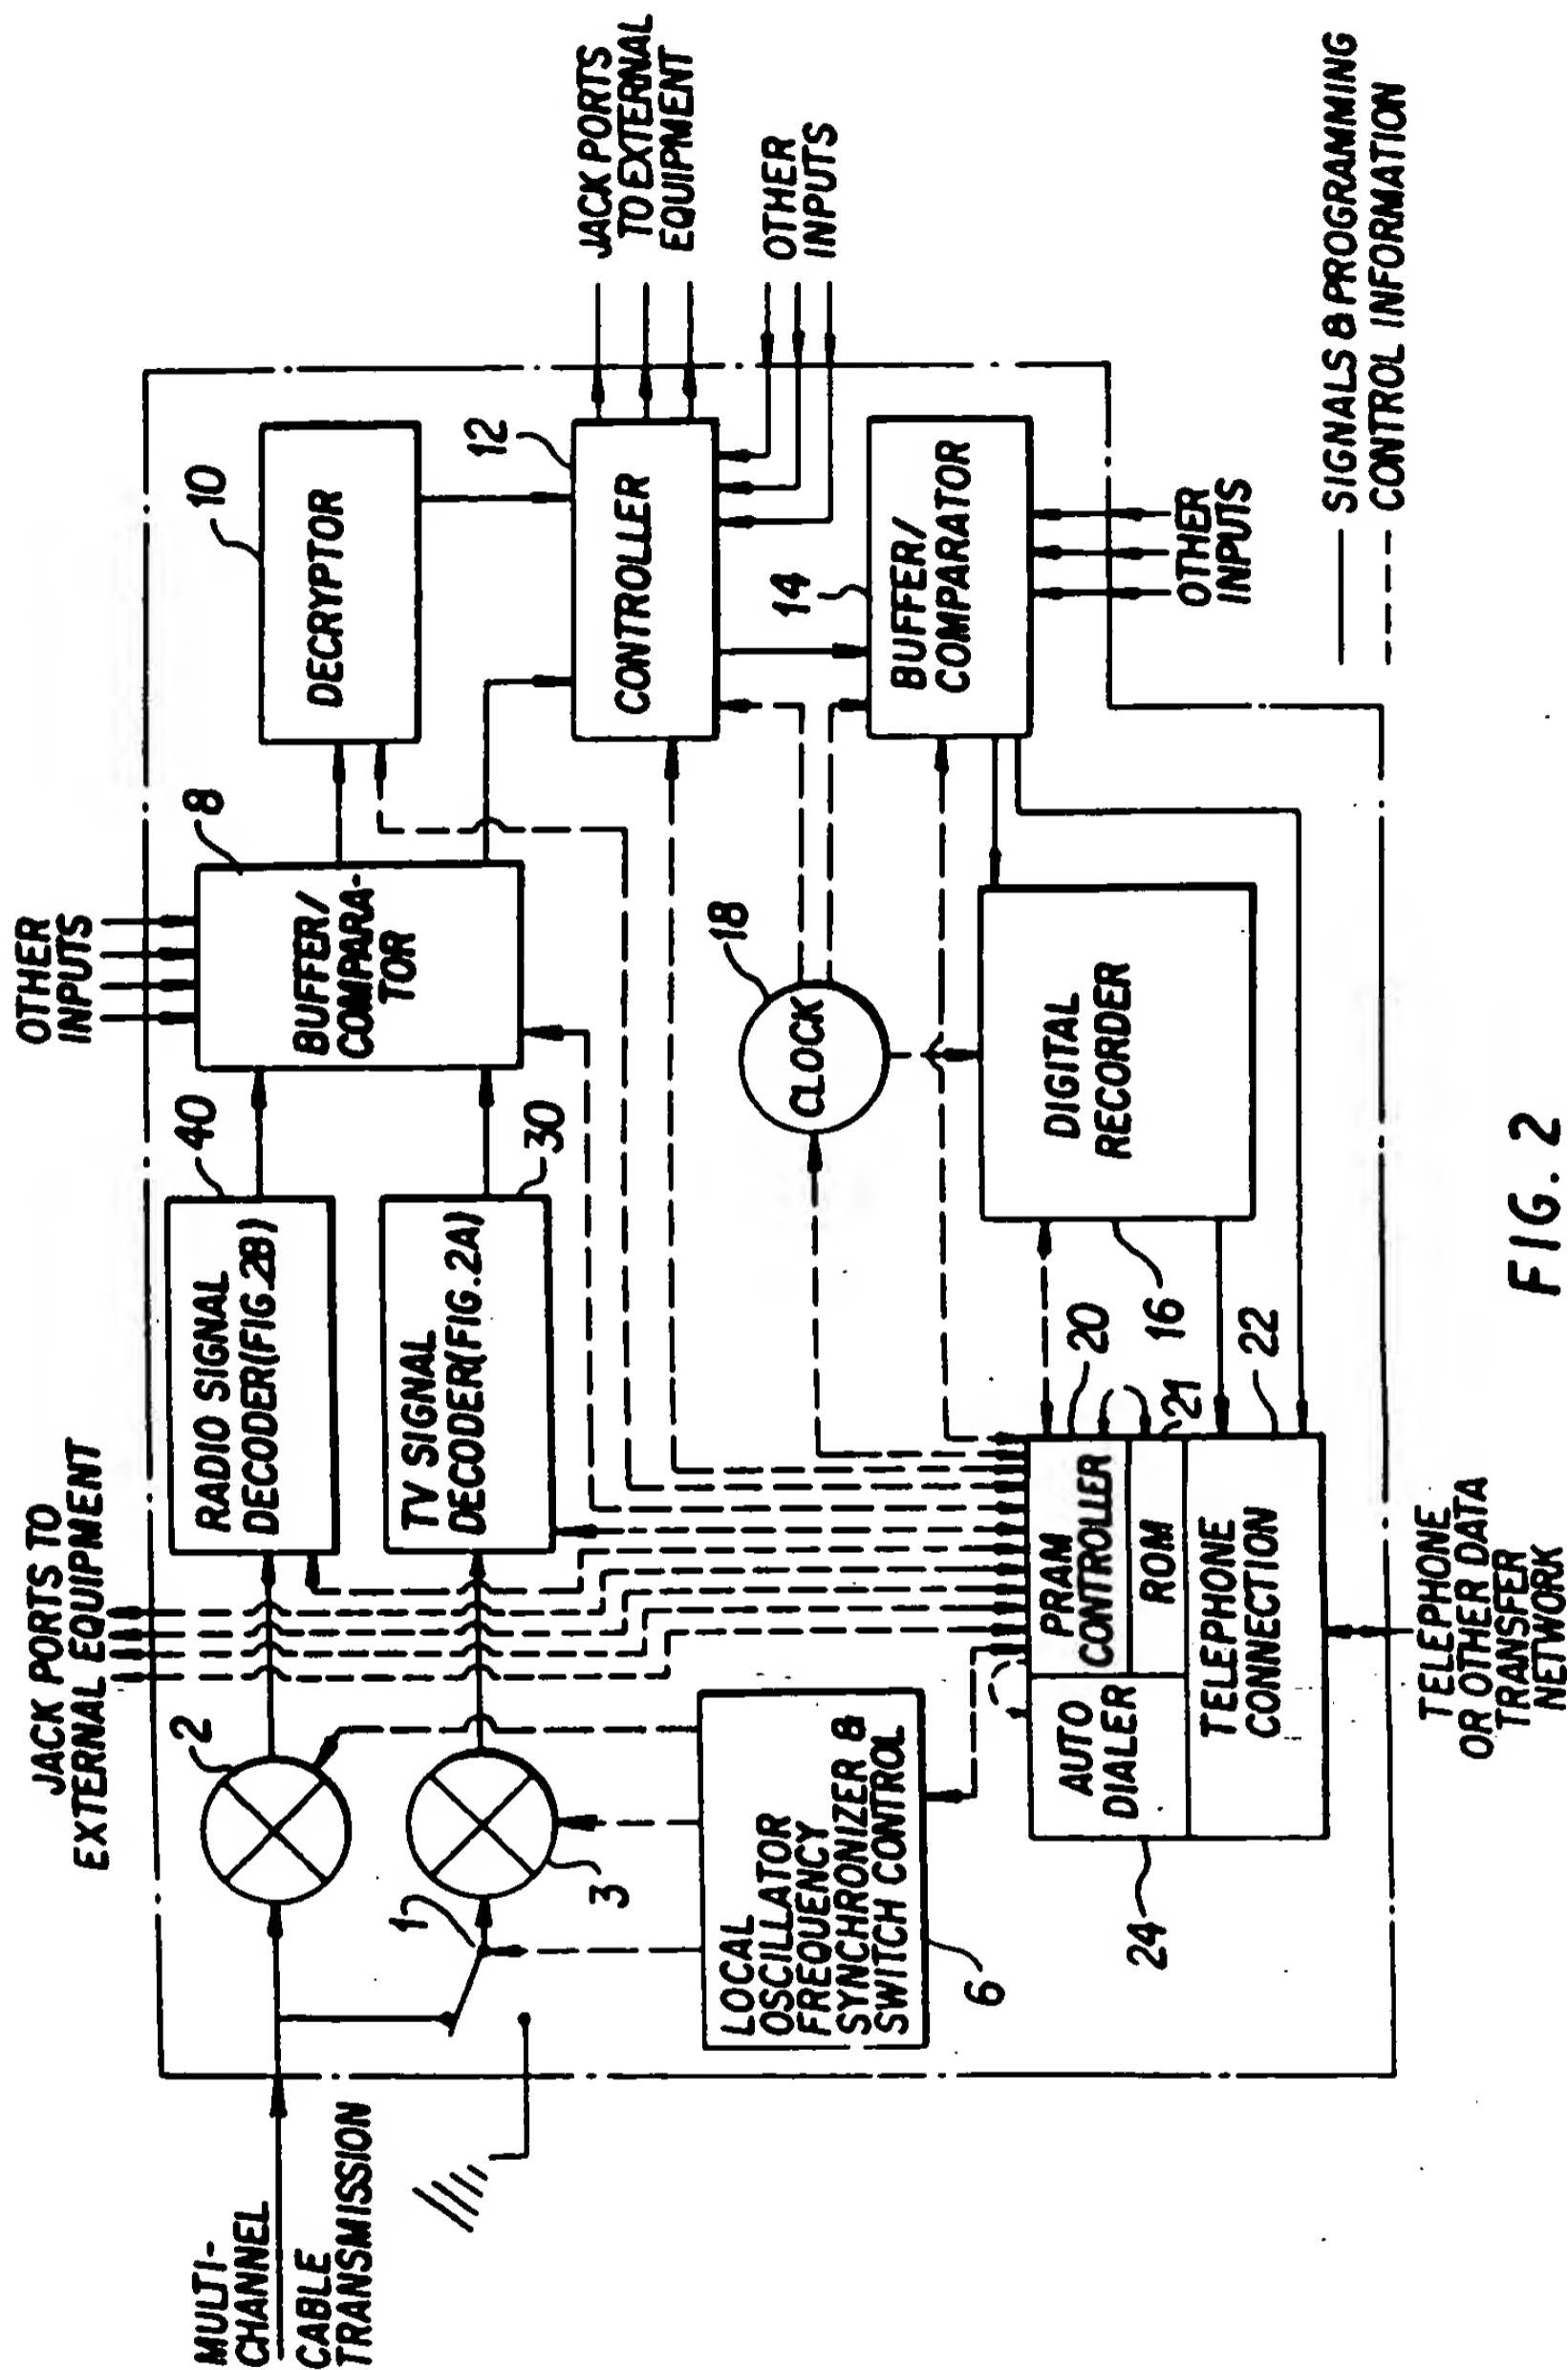 JACK PORTS TO
EXTERNAL EQUIPMENT
OTHER
INPUTS
MULTI-
CHANNEL
CABLE
TRANSMISSION
2
40
RADIO SIGNAL
DECODER(FIG.2B)
8
BUFFER/
COMPARA-
TOR
10
DECRYPTOR
1
3
TV SIGNAL
DECODER(FIG.2A)
30
12
CONTROLLER
JACK PORTS
TO EXTERNAL
EQUIPMENT
OTHER
INPUTS
LOCAL
OSCILLATOR
FREQUENCY
SYNCHRONIZER &
SWITCH CONTROL
6
18
CLOCK
14
BUFFER/
COMPARATOR
OTHER
INPUTS
24
AUTO
DIALER
PRAM
CONTROLLER
20
ROM
21
TELEPHONE
CONNECTION
22
16
DIGITAL
RECORDER
TELEPHONE
OR OTHER DATA
TRANSFER
NETWORK
SIGNALS & PROGRAMMING
CONTROL INFORMATION
FIG. 2